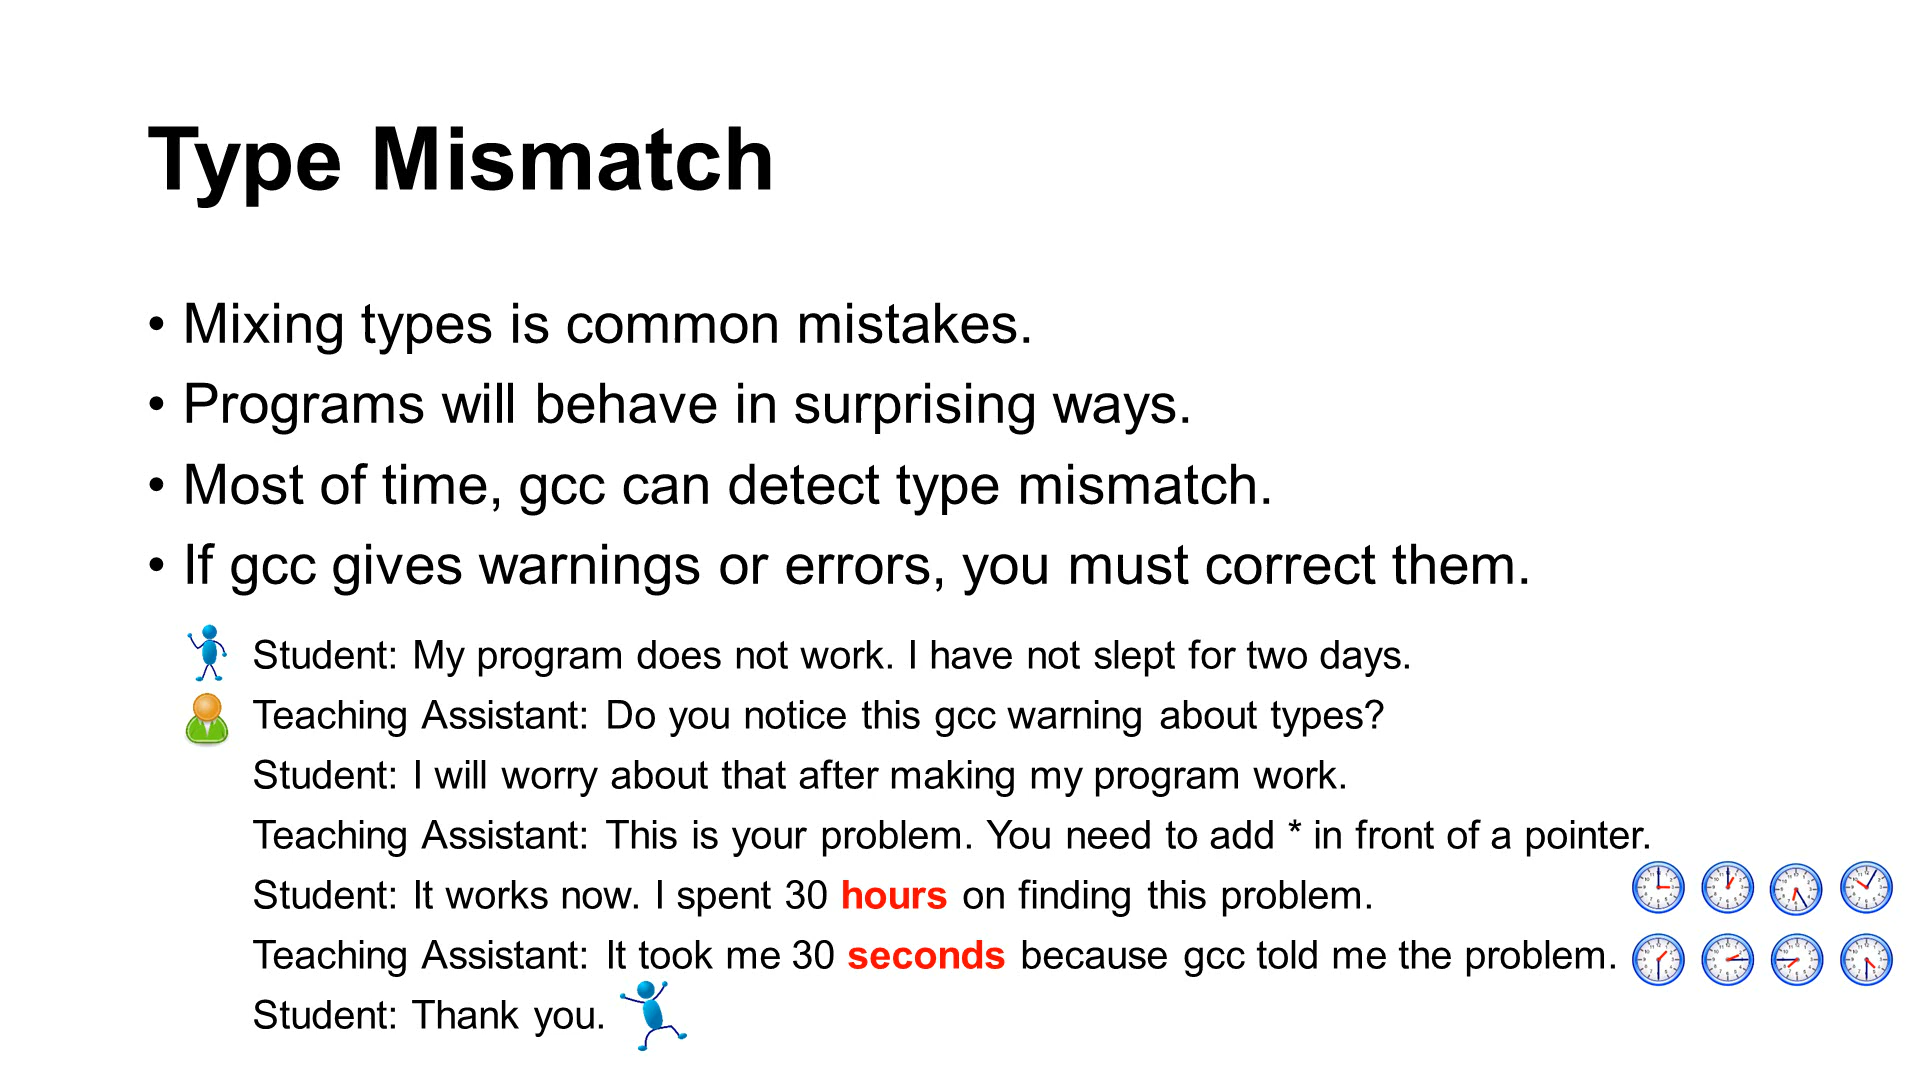 Type Mismatch
• Mixing types is common mistakes.
• Programs will behave in surprising ways.
• Most of time, gcc can detect type mismatch.
• If gcc gives warnings or errors, you must correct them.
Student: My program does not work. I have not slept for two days.
Teaching Assistant: Do you notice this gcc warning about types?
Student: I will worry about that after making my program work.
Teaching Assistant: This is your problem. You need to add * in front of a pointer.
Student: It works now. I spent 30 hours on finding this problem.
Teaching Assistant: It took me 30 seconds because gcc told me the problem.
Student: Thank you.